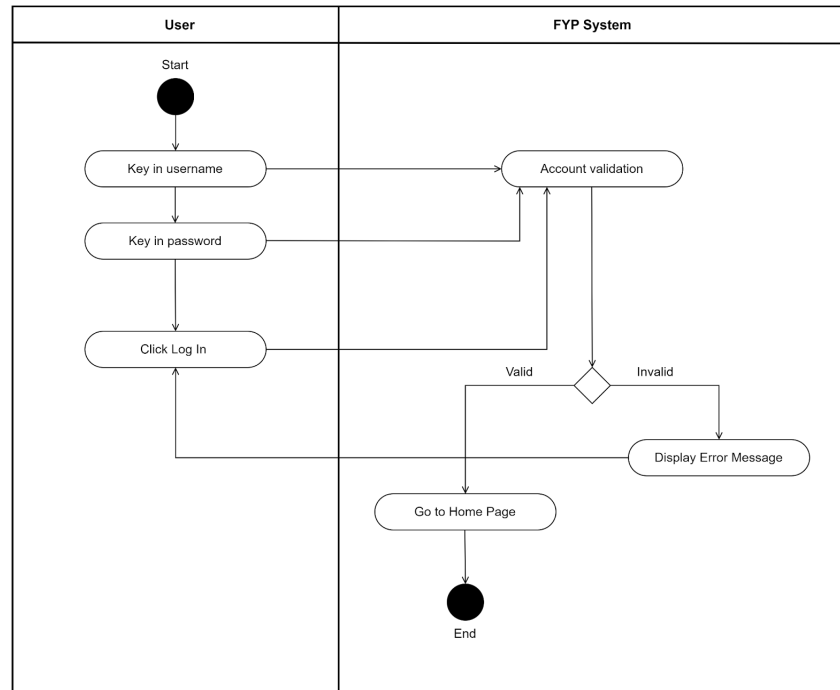 User
FYP System
Start
Key in username
Account validation
Key in password
Click Log In
Valid
Invalid
Display Error Message
Go to Home Page
End